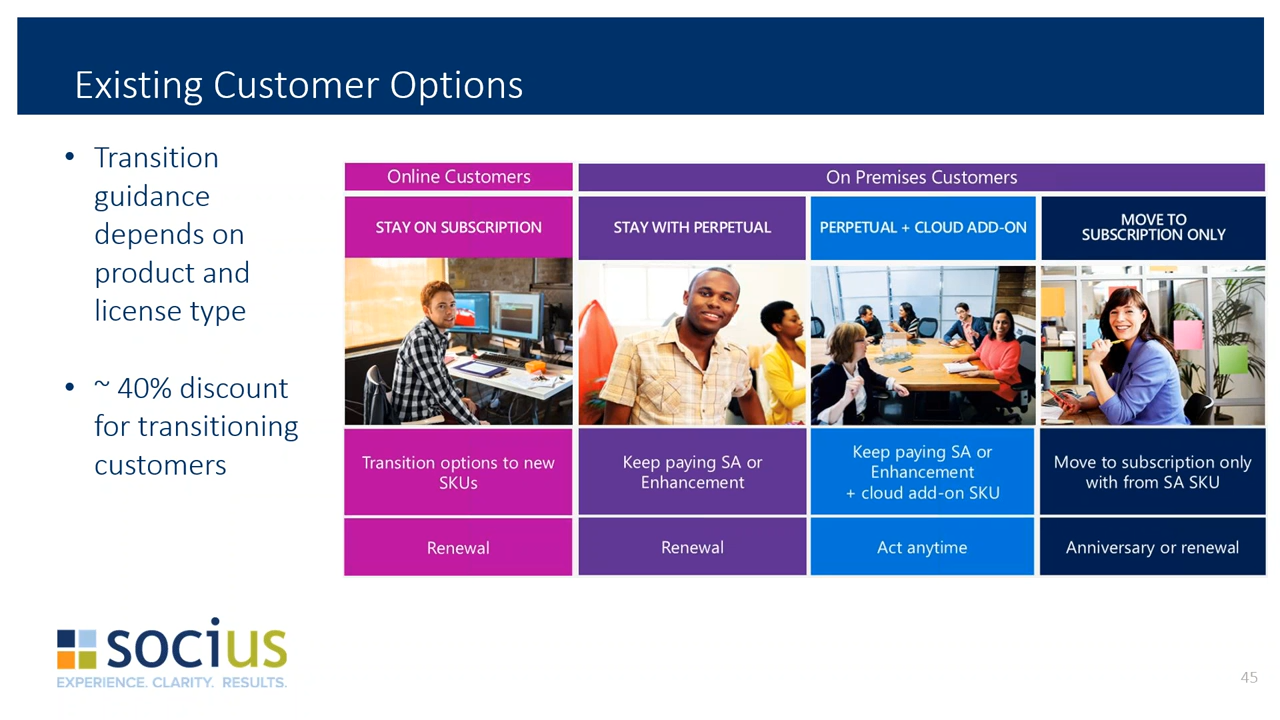 Existing Customer Options
• Transition
guidance
depends on
product and
license type
• ~ 40% discount
for transitioning
customers
Online Customers
On Premises Customers
STAY ON SUBSCRIPTION
STAY WITH PERPETUAL
PERPETUAL + CLOUD ADD-ON
MOVE TO
SUBSCRIPTION ONLY
Transition options to new
SKUs
Keep paying SA or
Enhancement
Keep paying SA or
Enhancement
+ cloud add-on SKU
Move to subscription only
with from SA SKU
Renewal
Renewal
Act anytime
Anniversary or renewal
socius
EXPERIENCE. CLARITY. RESULTS.
45